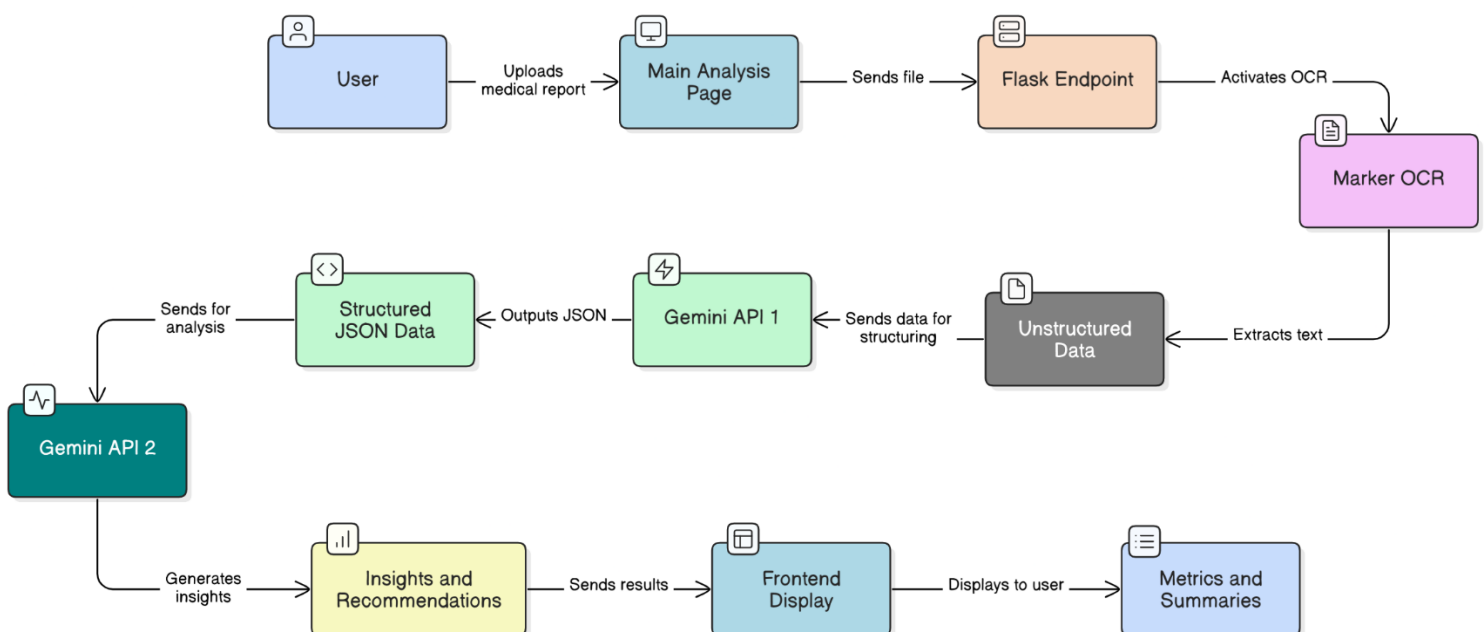 User
Uploads
medical report
Main Analysis
Page
Sends file
Flask Endpoint
Activates OCR
Marker OCR
Extracts text
Unstructured
Data
Sends data for
structuring
Gemini API 1
Outputs JSON
Structured
JSON Data
Sends for
analysis
Gemini API 2
Generates
insights
Insights and
Recommendations
Sends results
Frontend
Display
Displays to user
Metrics and
Summaries